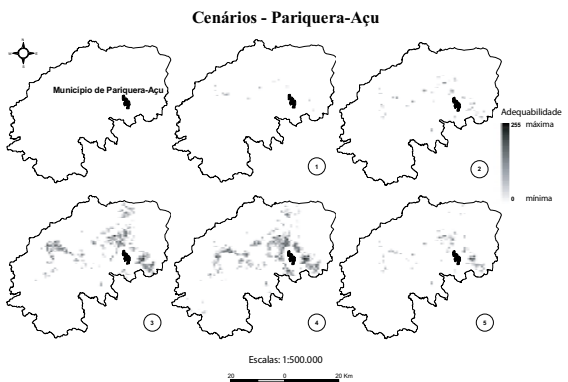 Cenários - Pariquera-Açu
Municipio de Pariquera-Açu
1
2
Adequabilidade
255 máxima
0 mínima
3
4
5
Escalas: 1:500.000
20 0 20 Km